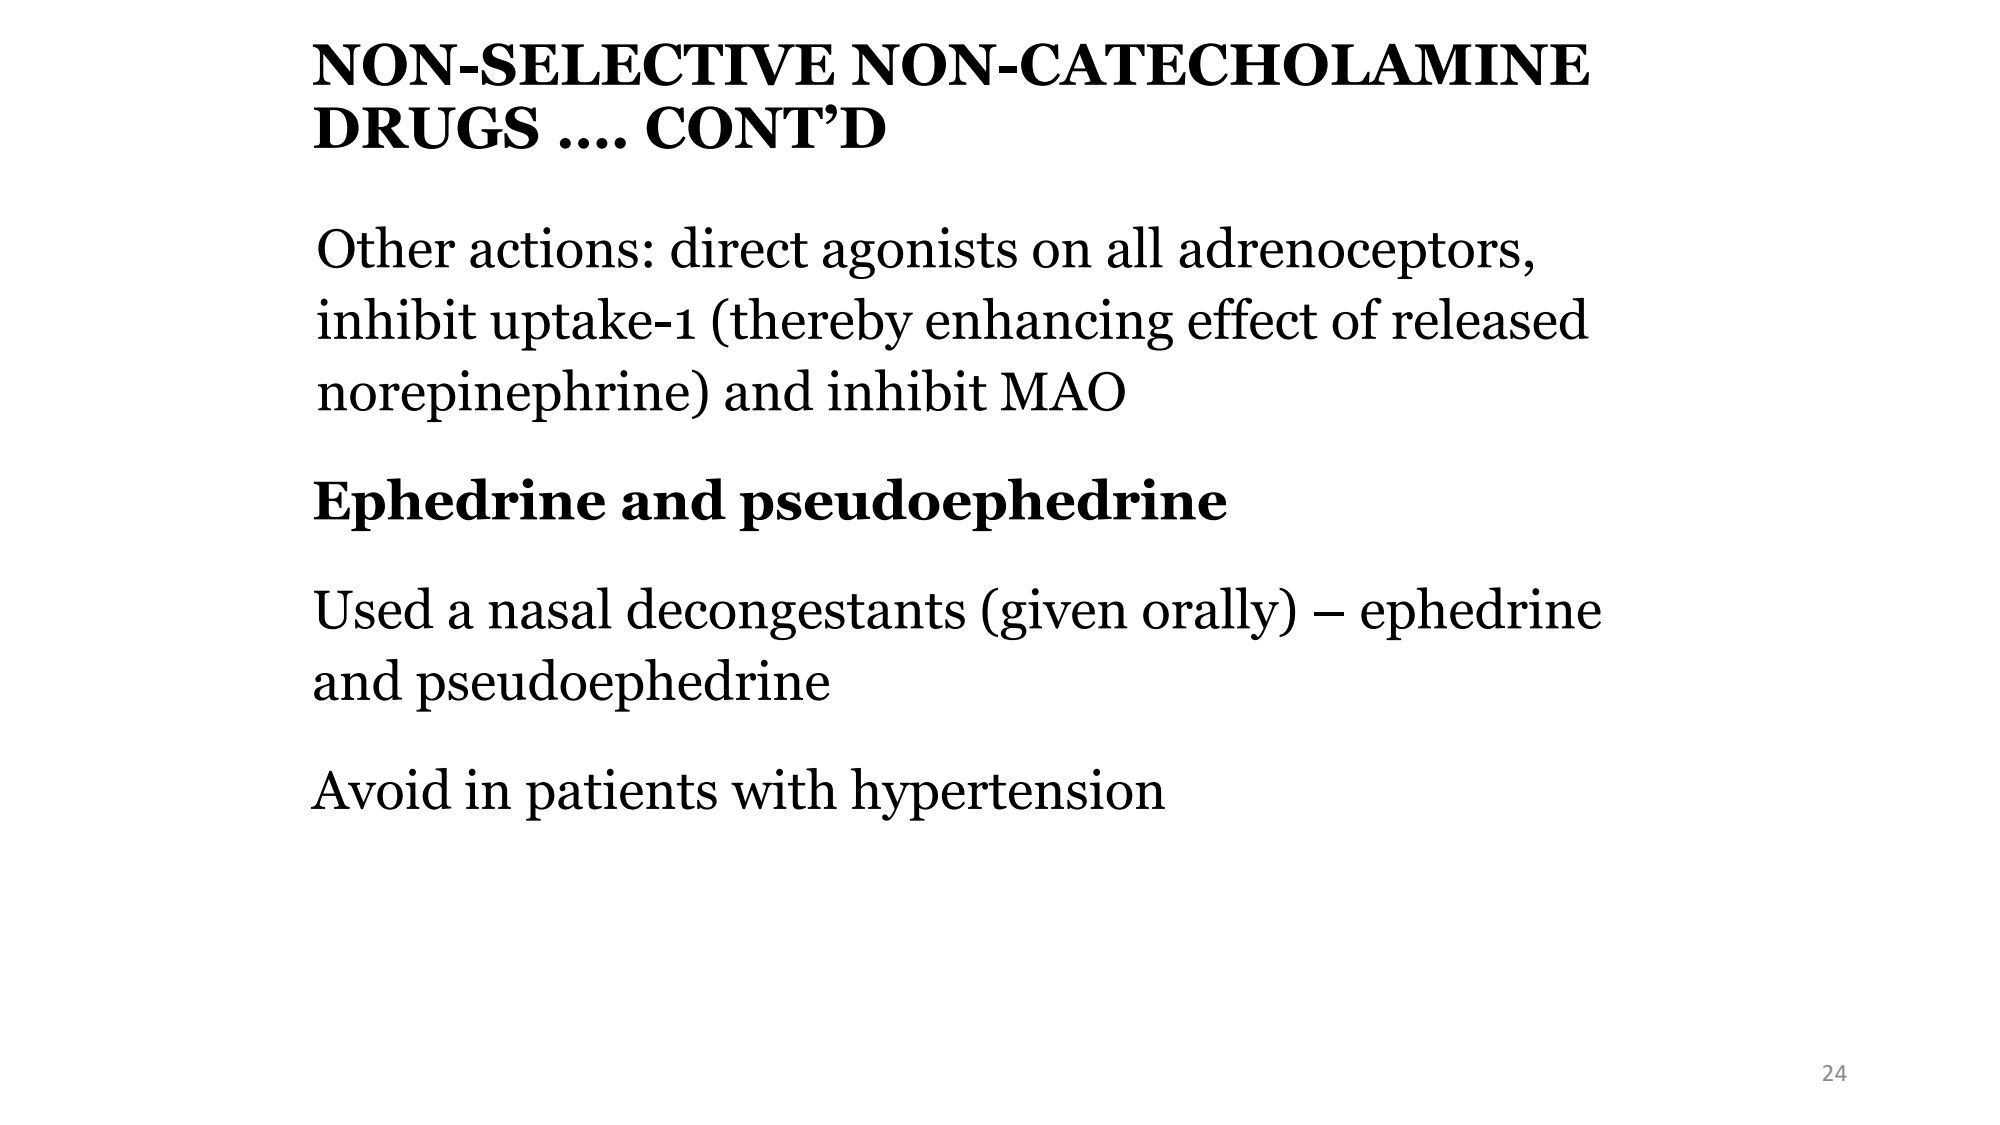 NON-SELECTIVE NON-CATECHOLAMINE
DRUGS .... CONT’D
Other actions: direct agonists on all adrenoceptors,
inhibit uptake-1 (thereby enhancing effect of released
norepinephrine) and inhibit MAO
Ephedrine and pseudoephedrine
Used a nasal decongestants (given orally) – ephedrine
and pseudoephedrine
Avoid in patients with hypertension
24